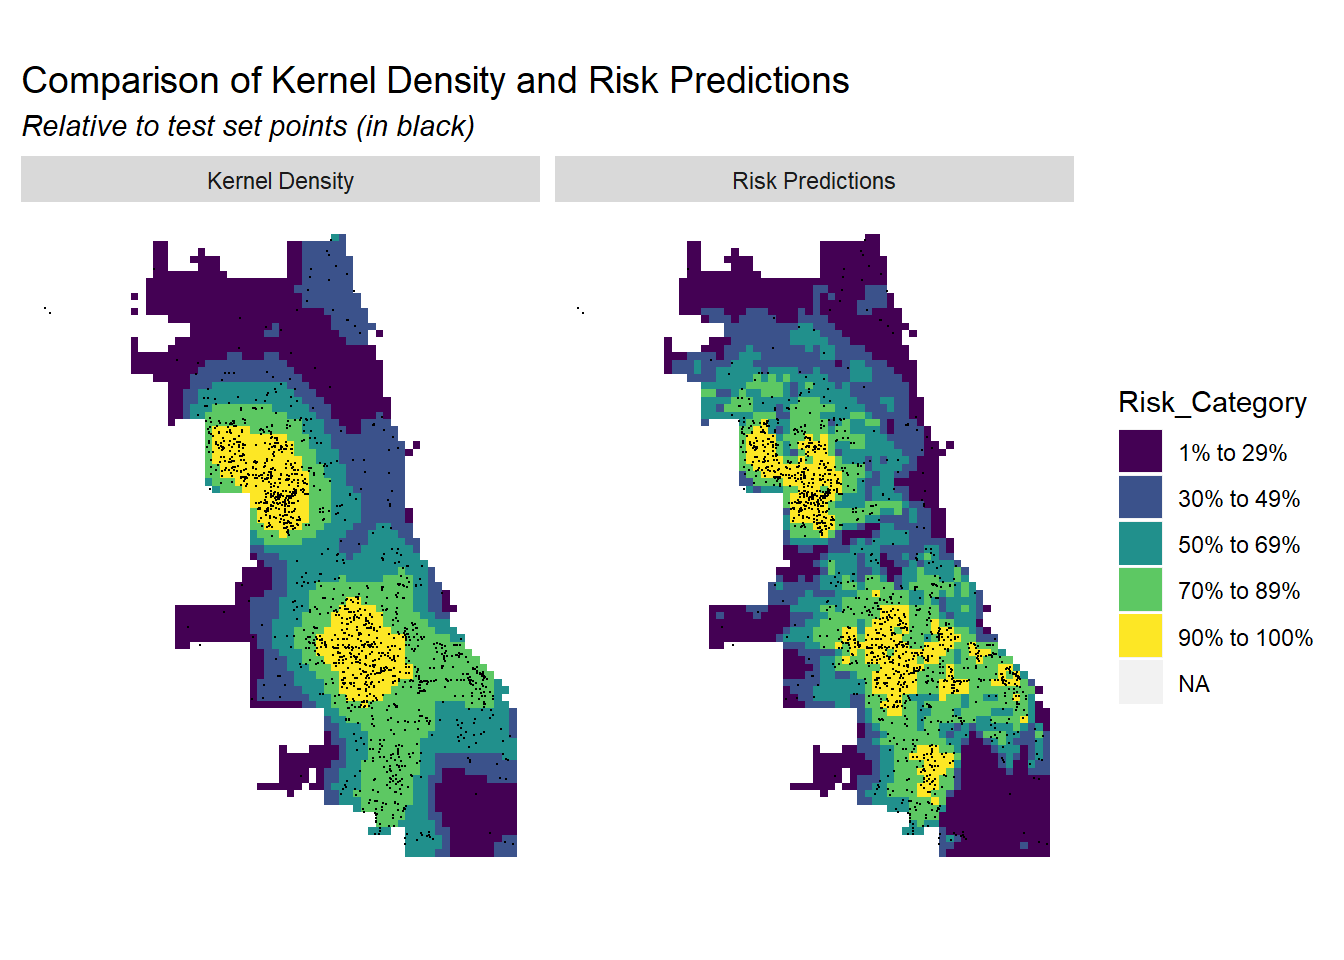 Comparison of Kernel Density and Risk Predictions
Relative to test set points (in black)
Kernel Density
Risk Predictions
Risk_Category
1% to 29%
30% to 49%
50% to 69%
70% to 89%
90% to 100%
NA